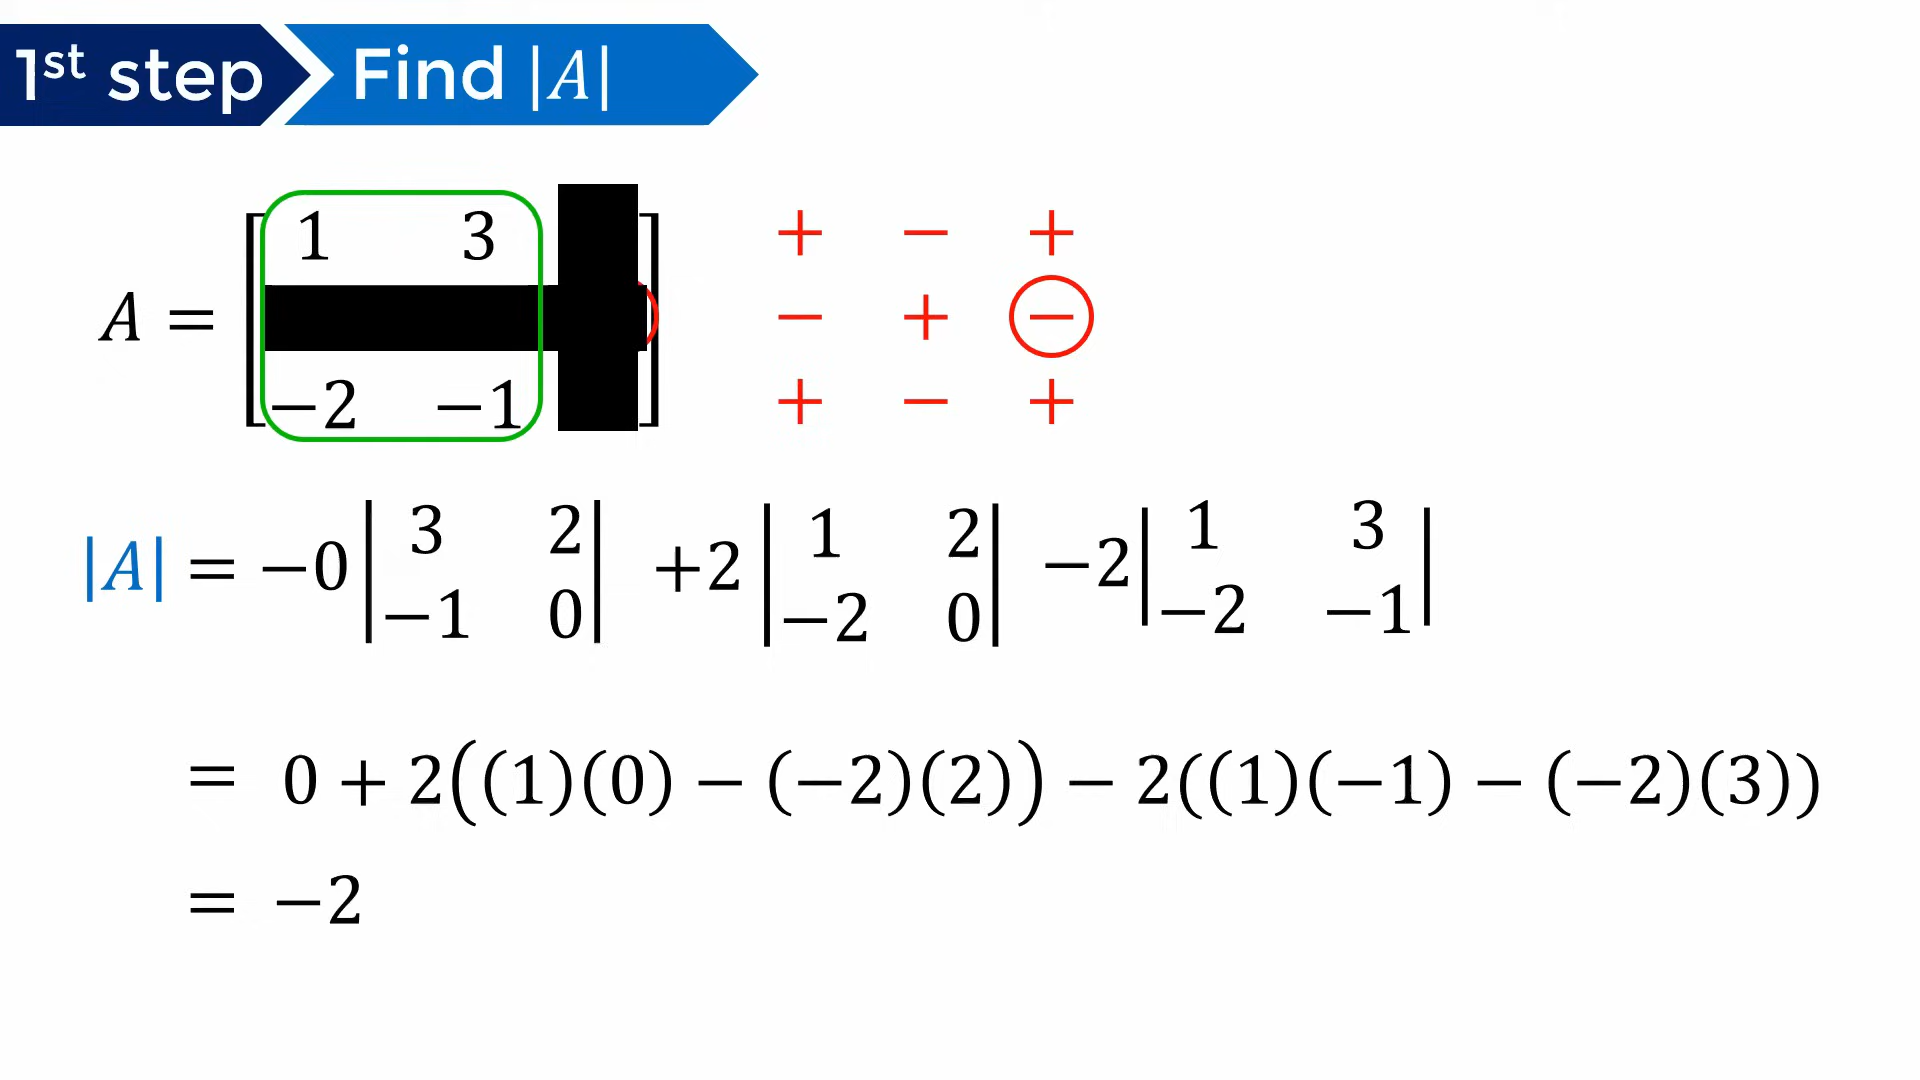 1st step Find |A|
1 3 + − +
A = [ ] − + −
−2 −1 + − +
|A| = −0 |3 2 −1 0| +2 |1 2 −2 0| −2 |1 3 −2 −1|
= 0 + 2((1)(0) − (−2)(2)) − 2((1)(−1) − (−2)(3))
= −2